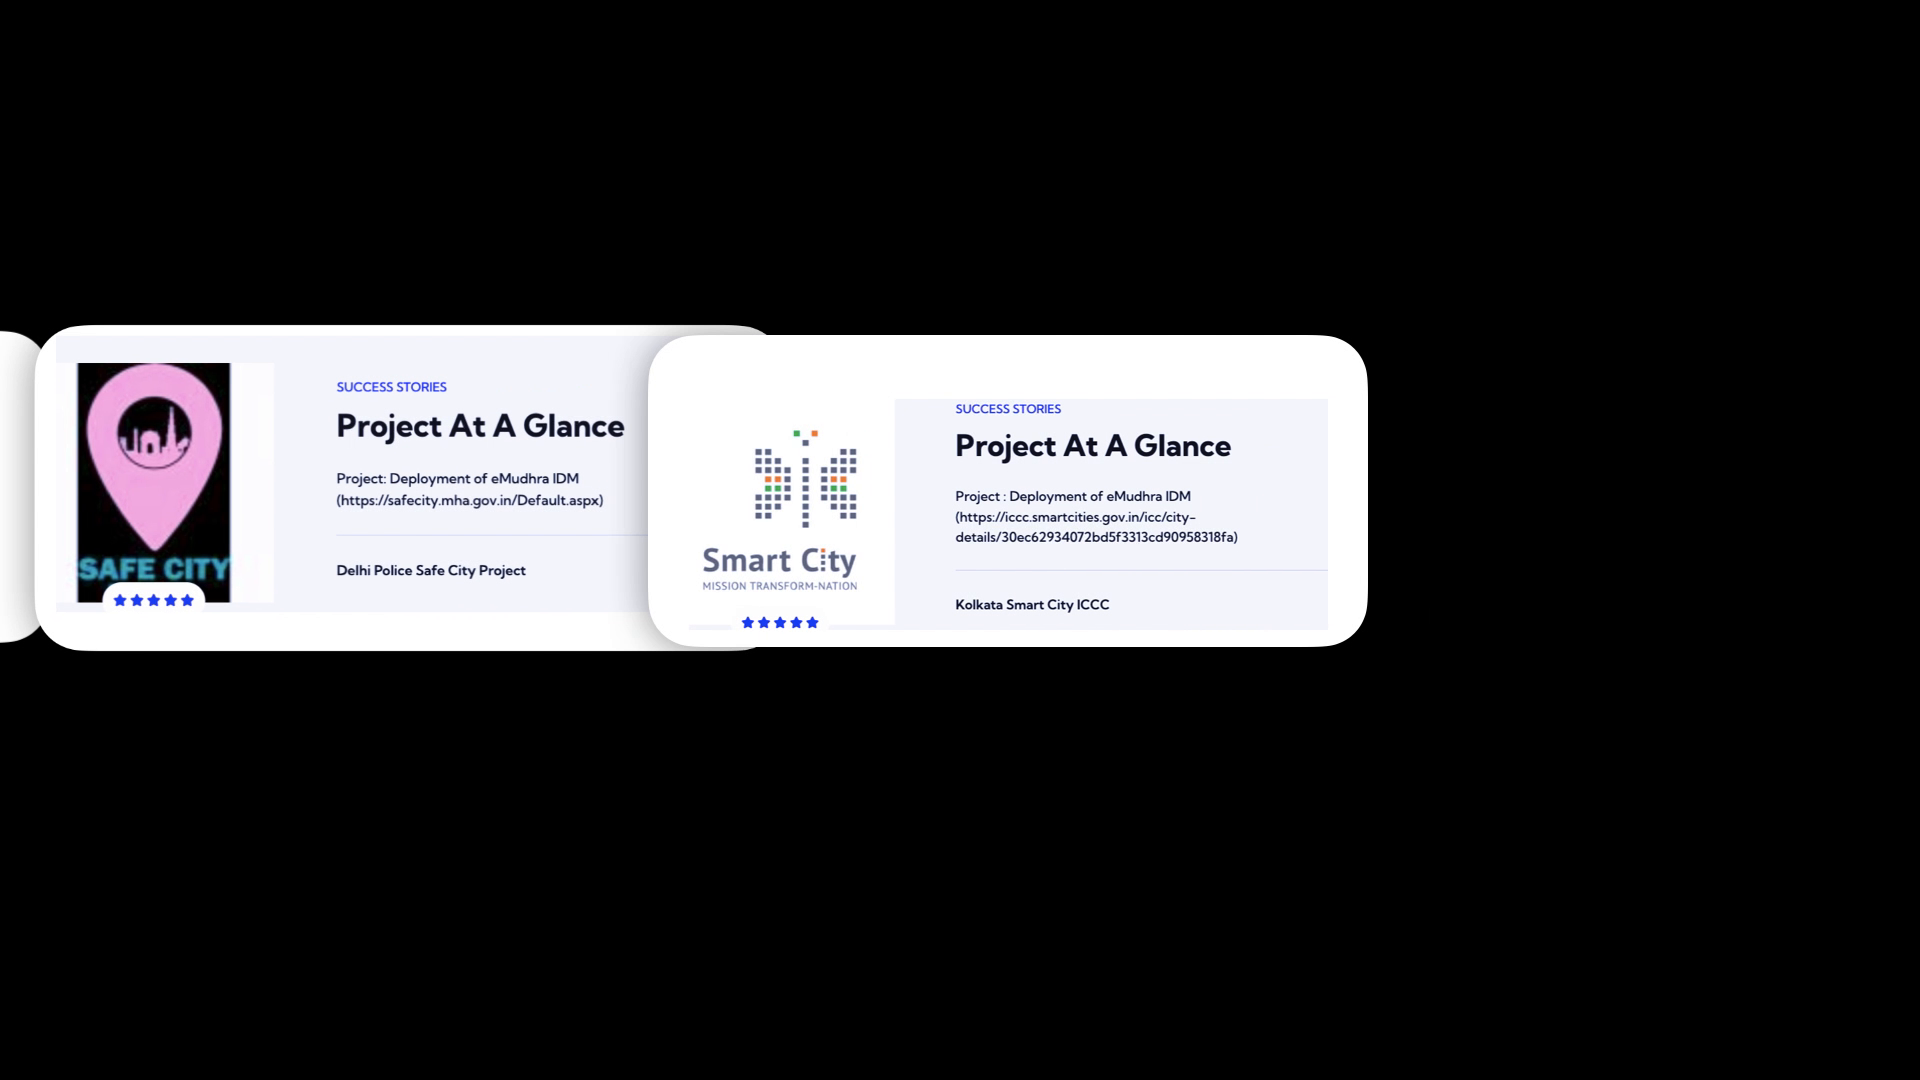 SAFE CITY
SUCCESS STORIES
Project At A Glance
Project: Deployment of eMudhra IDM
(https://safecity.mha.gov.in/Default.aspx)
Delhi Police Safe City Project
Smart City
MISSION TRANSFORM-NATION
SUCCESS STORIES
Project At A Glance
Project : Deployment of eMudhra IDM
(https://iccc.smartcities.gov.in/icc/city-
details/30ec62934072bd5f3313cd90958318fa)
Kolkata Smart City ICCC